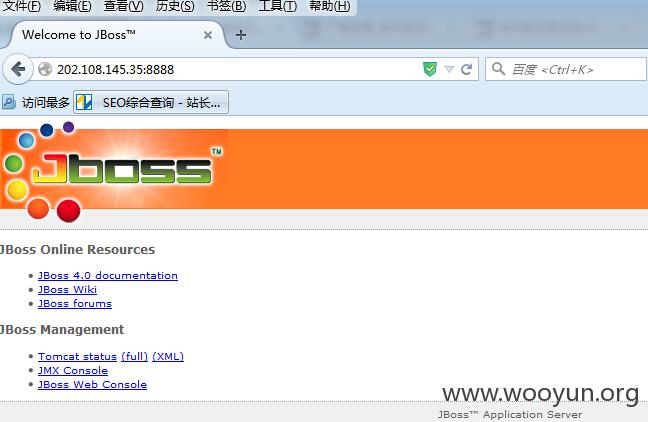 文件(F) 编辑(E) 查看(V) 历史(S) 书签(B) 工具(T) 帮助(H)
Welcome to JBoss™
202.108.145.35:8888
百度 <Ctrl+K>
访问最多 SEO综合查询 - 站长...
Jboss™
JBoss Online Resources
JBoss 4.0 documentation
JBoss Wiki
JBoss forums
JBoss Management
Tomcat status (full) (XML)
JMX Console
JBoss Web Console
www.wooyun.org
JBoss™ Application Server